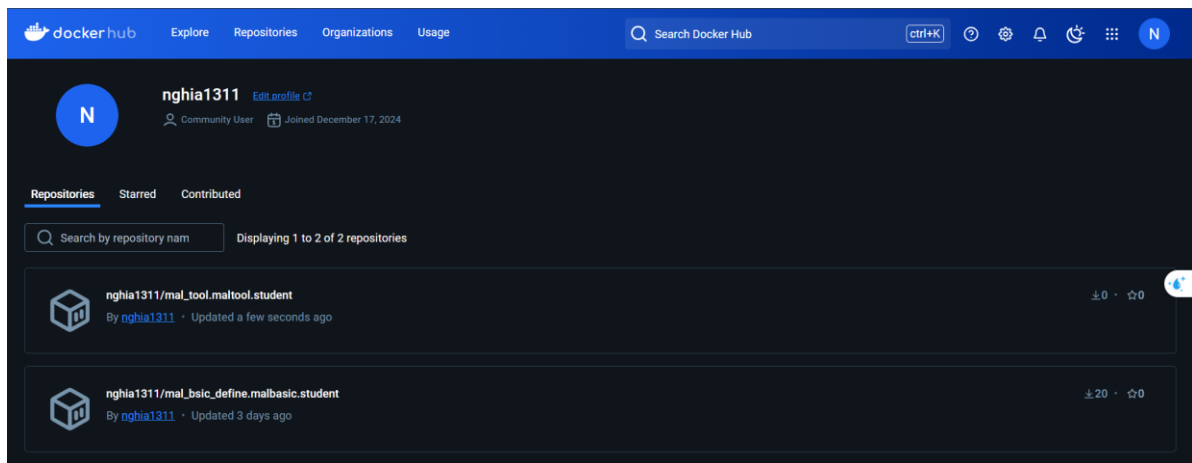 dockerhub Explore Repositories Organizations Usage Search Docker Hub ctrl+K N
N
nghia1311 Edit profile
Community User Joined December 17, 2024
Repositories Starred Contributed
Search by repository nam Displaying 1 to 2 of 2 repositories
nghia1311/mal_tool.maltool.student 0 · 0
By nghia1311 · Updated a few seconds ago
nghia1311/mal_bsic_define.malbasic.student 20 · 0
By nghia1311 · Updated 3 days ago